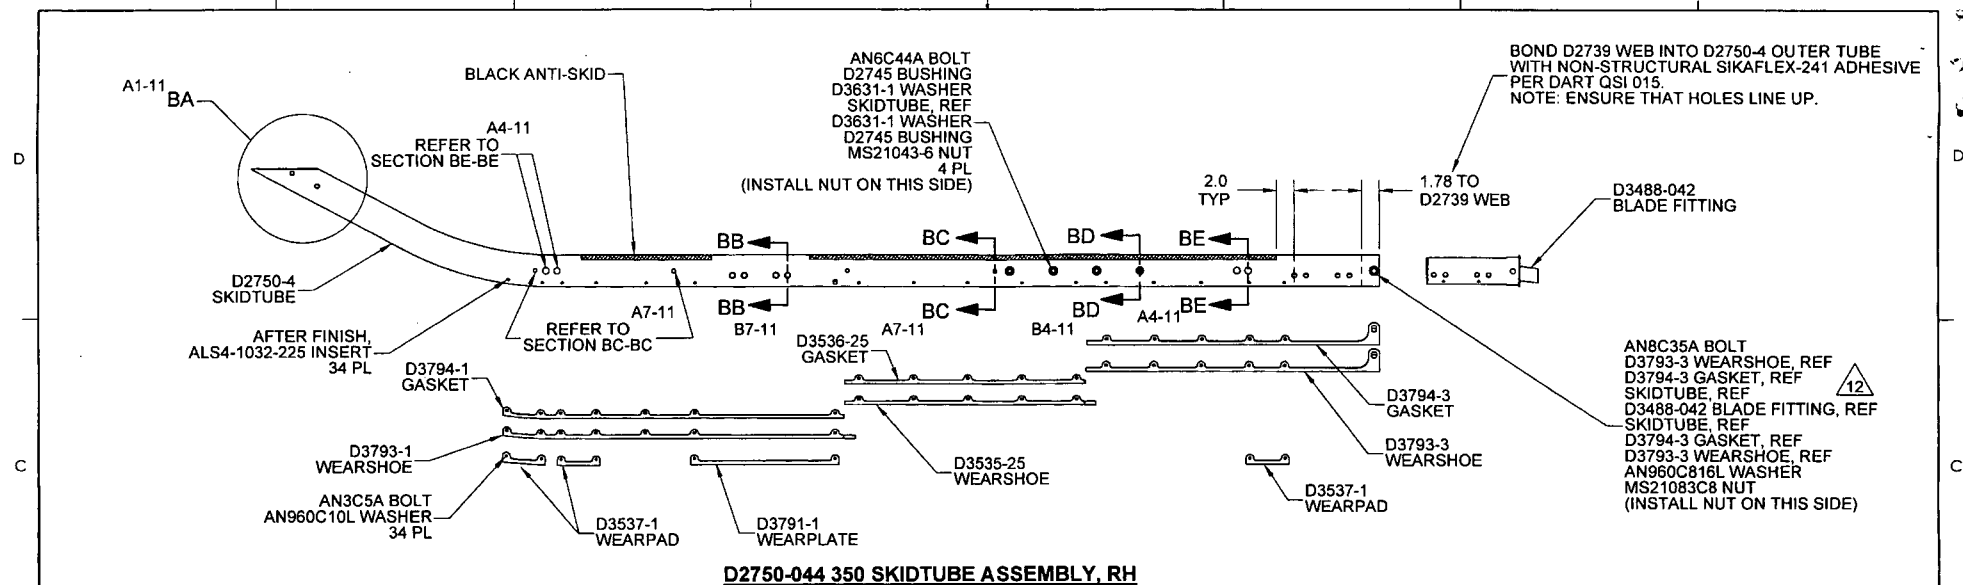 A1-11
BA
BLACK ANTI-SKID
A4-11
REFER TO
SECTION BE-BE
AN6C44A BOLT
D2745 BUSHING
D3631-1 WASHER
SKIDTUBE, REF
D3631-1 WASHER
D2745 BUSHING
MS21043-6 NUT
4 PL
(INSTALL NUT ON THIS SIDE)
BOND D2739 WEB INTO D2750-4 OUTER TUBE
WITH NON-STRUCTURAL SIKAFLEX-241 ADHESIVE
PER DART QSI 015.
NOTE: ENSURE THAT HOLES LINE UP.
D
D
2.0
TYP
1.78 TO
D2739 WEB
D3488-042
BLADE FITTING
BB
BC
BD
BE
D2750-4
SKIDTUBE
A7-11
BB
B7-11
BC
A7-11
BD
B4-11
BE
A4-11
AFTER FINISH,
ALS4-1032-225 INSERT
34 PL
REFER TO
SECTION BC-BC
D3536-25
GASKET
D3794-1
GASKET
D3793-1
WEARSHOE
AN3C5A BOLT
AN960C10L WASHER
34 PL
D3537-1
WEARPAD
D3791-1
WEARPLATE
D3535-25
WEARSHOE
D3794-3
GASKET
D3793-3
WEARSHOE
D3537-1
WEARPAD
AN8C35A BOLT
D3793-3 WEARSHOE, REF
D3794-3 GASKET, REF
SKIDTUBE, REF
D3488-042 BLADE FITTING, REF
SKIDTUBE, REF
D3794-3 GASKET, REF
D3793-3 WEARSHOE, REF
AN960C816L WASHER
MS21083C8 NUT
(INSTALL NUT ON THIS SIDE)
12
C
C
D2750-044 350 SKIDTUBE ASSEMBLY, RH